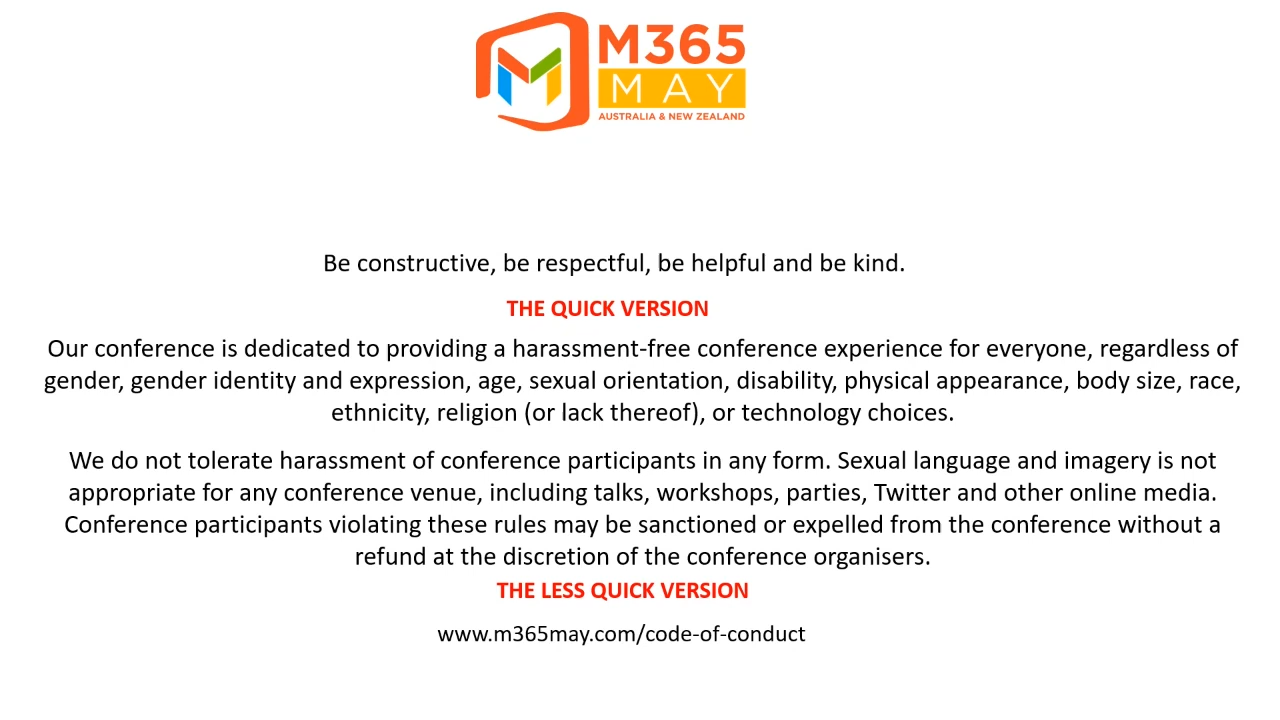 M365
MAY
AUSTRALIA & NEW ZEALAND
Be constructive, be respectful, be helpful and be kind.
THE QUICK VERSION
Our conference is dedicated to providing a harassment-free conference experience for everyone, regardless of
gender, gender identity and expression, age, sexual orientation, disability, physical appearance, body size, race,
ethnicity, religion (or lack thereof), or technology choices.
We do not tolerate harassment of conference participants in any form. Sexual language and imagery is not
appropriate for any conference venue, including talks, workshops, parties, Twitter and other online media.
Conference participants violating these rules may be sanctioned or expelled from the conference without a
refund at the discretion of the conference organisers.
THE LESS QUICK VERSION
www.m365may.com/code-of-conduct